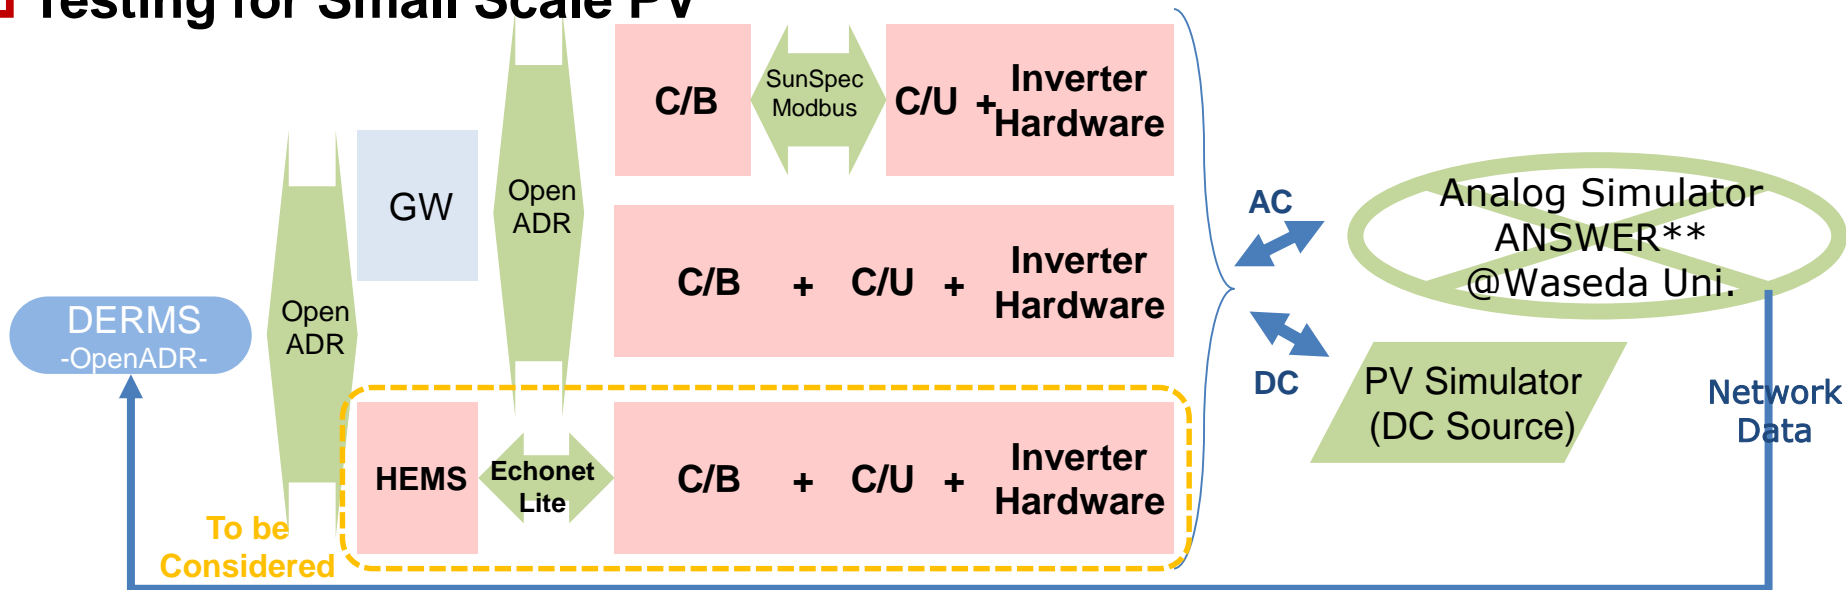 Testing for Small Scale PV
C/B
SunSpec
Modbus
C/U +
Inverter
Hardware
GW
Open
ADR
AC
Analog Simulator
ANSWER**
@Waseda Uni.
C/B + C/U +
Inverter
Hardware
DERMS
-OpenADR-
Open
ADR
DC
PV Simulator
(DC Source)
Network
Data
HEMS
Echonet
Lite
C/B + C/U +
Inverter
Hardware
To be
Considered